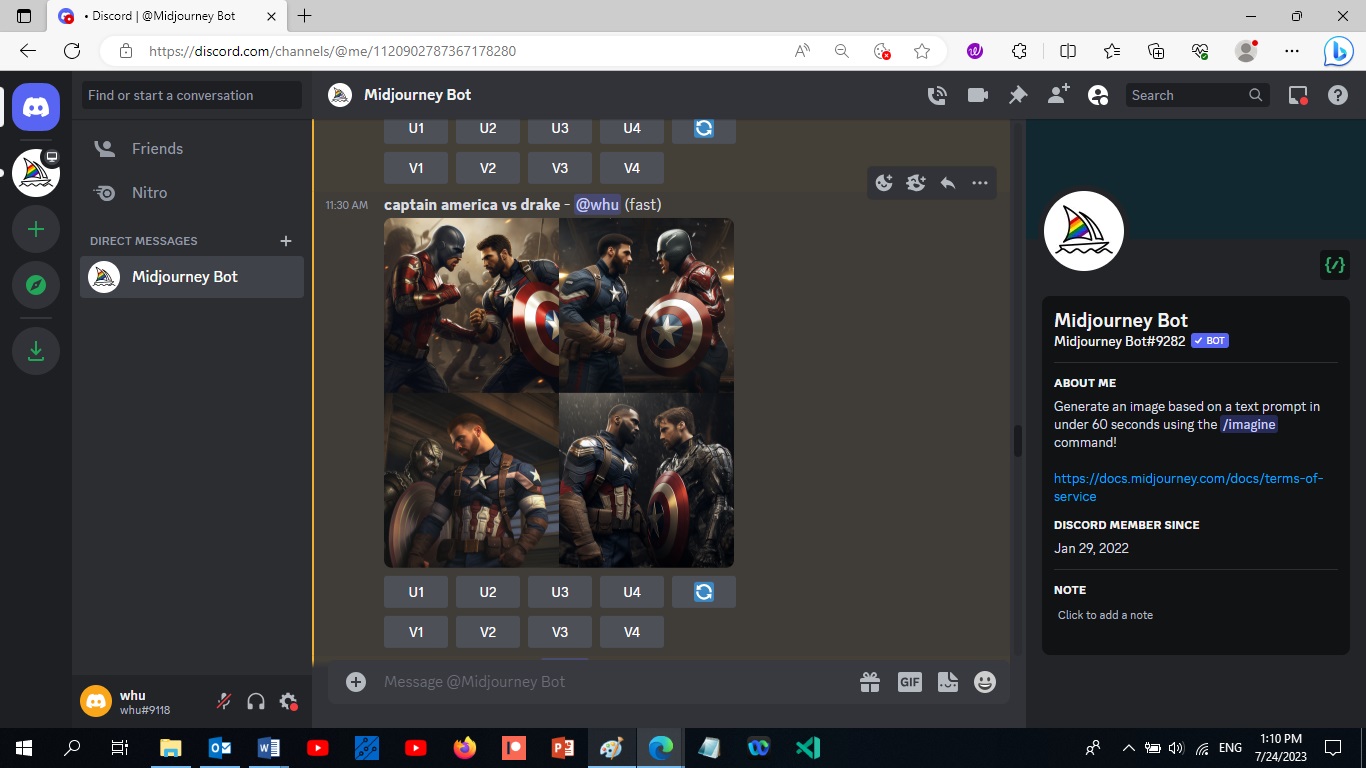 • Discord | @Midjourney Bot
https://discord.com/channels/@me/1120902787367178280
Find or start a conversation
Friends
Nitro
DIRECT MESSAGES
Midjourney Bot
whu
whu#9118
Midjourney Bot
Search
U1 U2 U3 U4
V1 V2 V3 V4
11:30 AM captain america vs drake - @whu (fast)
U1 U2 U3 U4
V1 V2 V3 V4
Message @Midjourney Bot
GIF
Midjourney Bot
Midjourney Bot#9282 BOT
ABOUT ME
Generate an image based on a text prompt in
under 60 seconds using the /imagine
command!
https://docs.midjourney.com/docs/terms-of-
service
DISCORD MEMBER SINCE
Jan 29, 2022
NOTE
Click to add a note
ENG
1:10 PM
7/24/2023